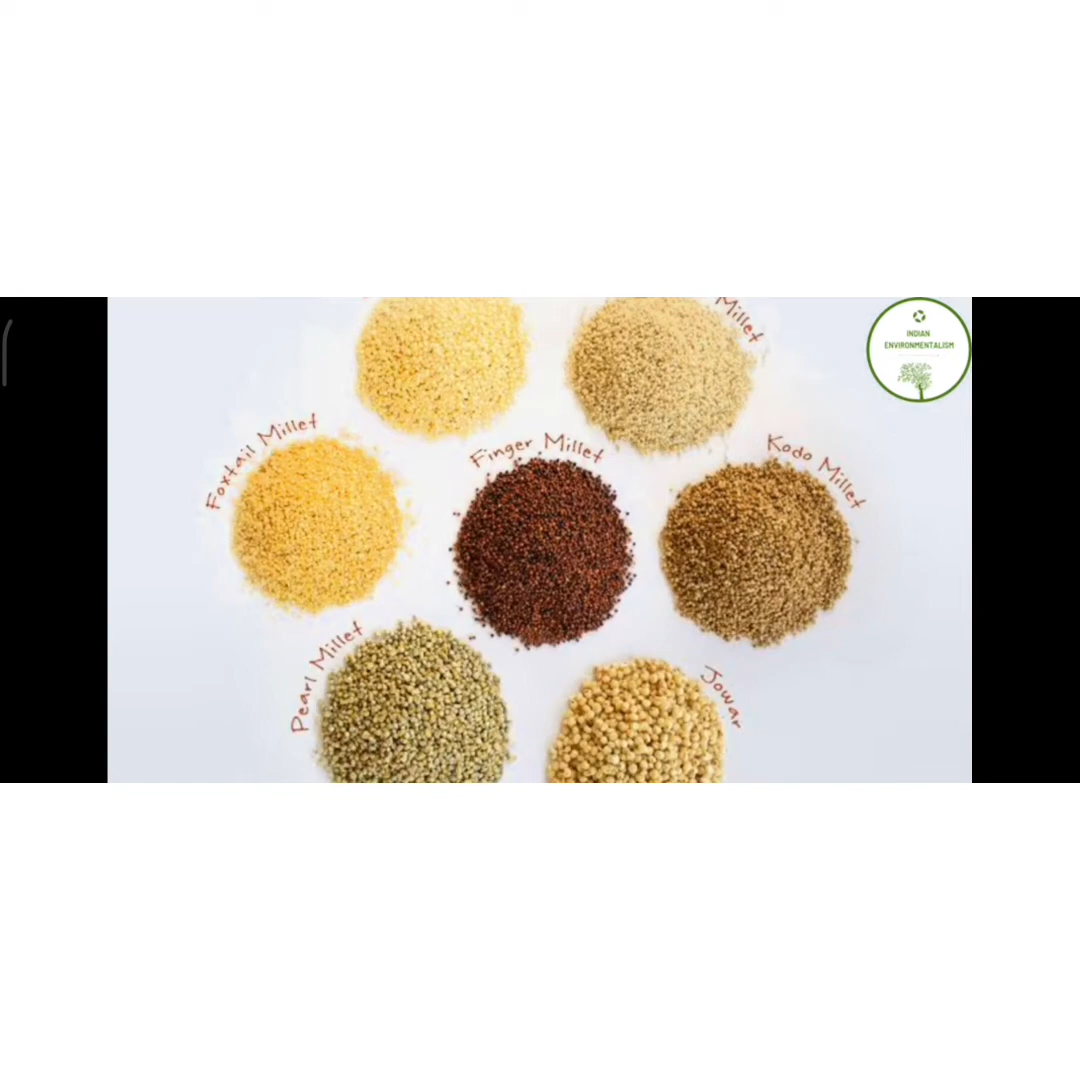 Millet
INDIAN
ENVIRONMENTALISM
Foxtail Millet
Finger Millet
Kodo Millet
Pearl Millet
Jowar